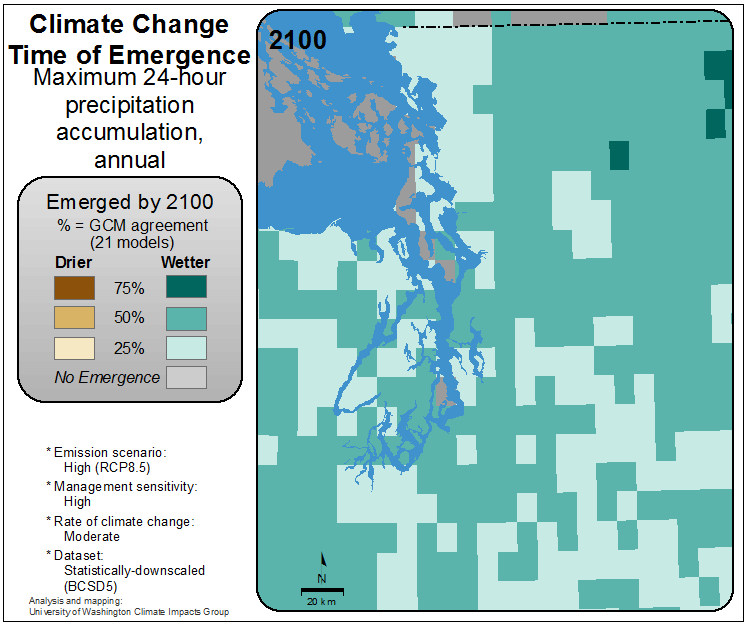 Climate Change
Time of Emergence
Maximum 24-hour
precipitation
accumulation,
annual
Emerged by 2100
% = GCM agreement
(21 models)
Drier Wetter
75%
50%
25%
No Emergence
* Emission scenario:
High (RCP8.5)
* Management sensitivity:
High
* Rate of climate change:
Moderate
* Dataset:
Statistically-downscaled
(BCSD5)
Analysis and mapping:
University of Washington Climate Impacts Group
2100
N
20 km